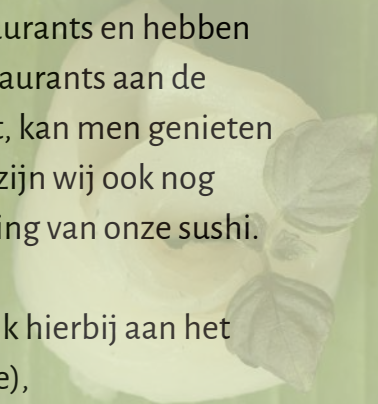 urants en hebben
aurants aan de
t, kan men genieten
zijn wij ook nog
ing van onze sushi.
k hierbij aan het
e),